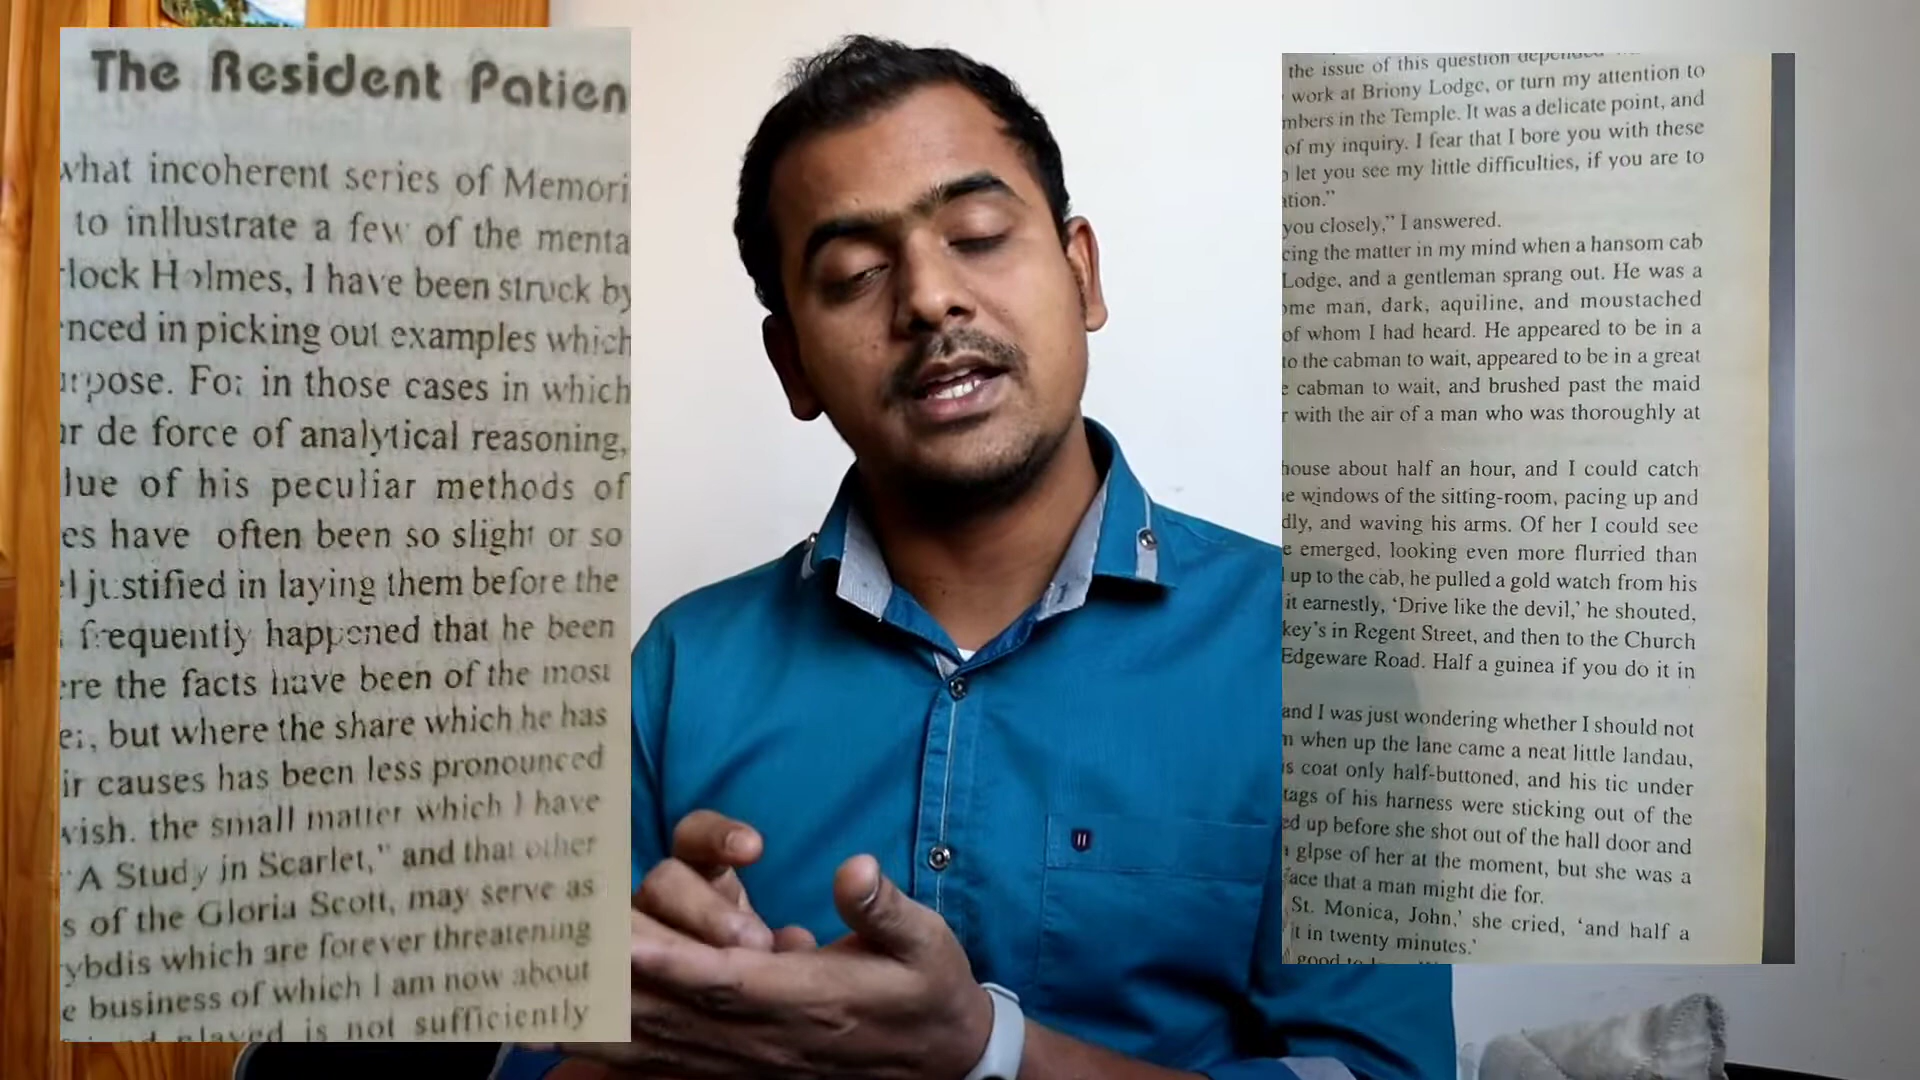 The Resident Patien
what incoherent series of Memori
to inllustrate a few of the menta
lock Holmes, I have been struck by
nced in picking out examples which
rpose. For in those cases in which
ur de force of analytical reasoning,
lue of his peculiar methods of
es have often been so slight or so
el justified in laying them before the
frequently happened that he been
re the facts have been of the most
but where the share which he has
ir causes has been less pronounced
wish. the small matter which I have
"A Study in Scarlet," and that other
s of the Gloria Scott, may serve as
ybdis which are forever threatening
e business of which I am now about
played is not sufficiently
the issue of this question depended
work at Briony Lodge, or turn my attention to
mbers in the Temple. It was a delicate point, and
of my inquiry. I fear that I bore you with these
let you see my little difficulties, if you are to
ation."
you closely," I answered.
cing the matter in my mind when a hansom cab
Lodge, and a gentleman sprang out. He was a
ome man, dark, aquiline, and moustached
of whom I had heard. He appeared to be in a
to the cabman to wait, appeared to be in a great
e cabman to wait, and brushed past the maid
r with the air of a man who was thoroughly at
house about half an hour, and I could catch
e windows of the sitting-room, pacing up and
dly, and waving his arms. Of her I could see
e emerged, looking even more flurried than
up to the cab, he pulled a gold watch from his
it earnestly, 'Drive like the devil,' he shouted,
key's in Regent Street, and then to the Church
Edgeware Road. Half a guinea if you do it in
and I was just wondering whether I should not
n when up the lane came a neat little landau,
s coat only half-buttoned, and his tic under
tags of his harness were sticking out of the
ed up before she shot out of the hall door and
glpse of her at the moment, but she was a
face that a man might die for.
St. Monica, John,' she cried, 'and half a
it in twenty minutes.'
good to